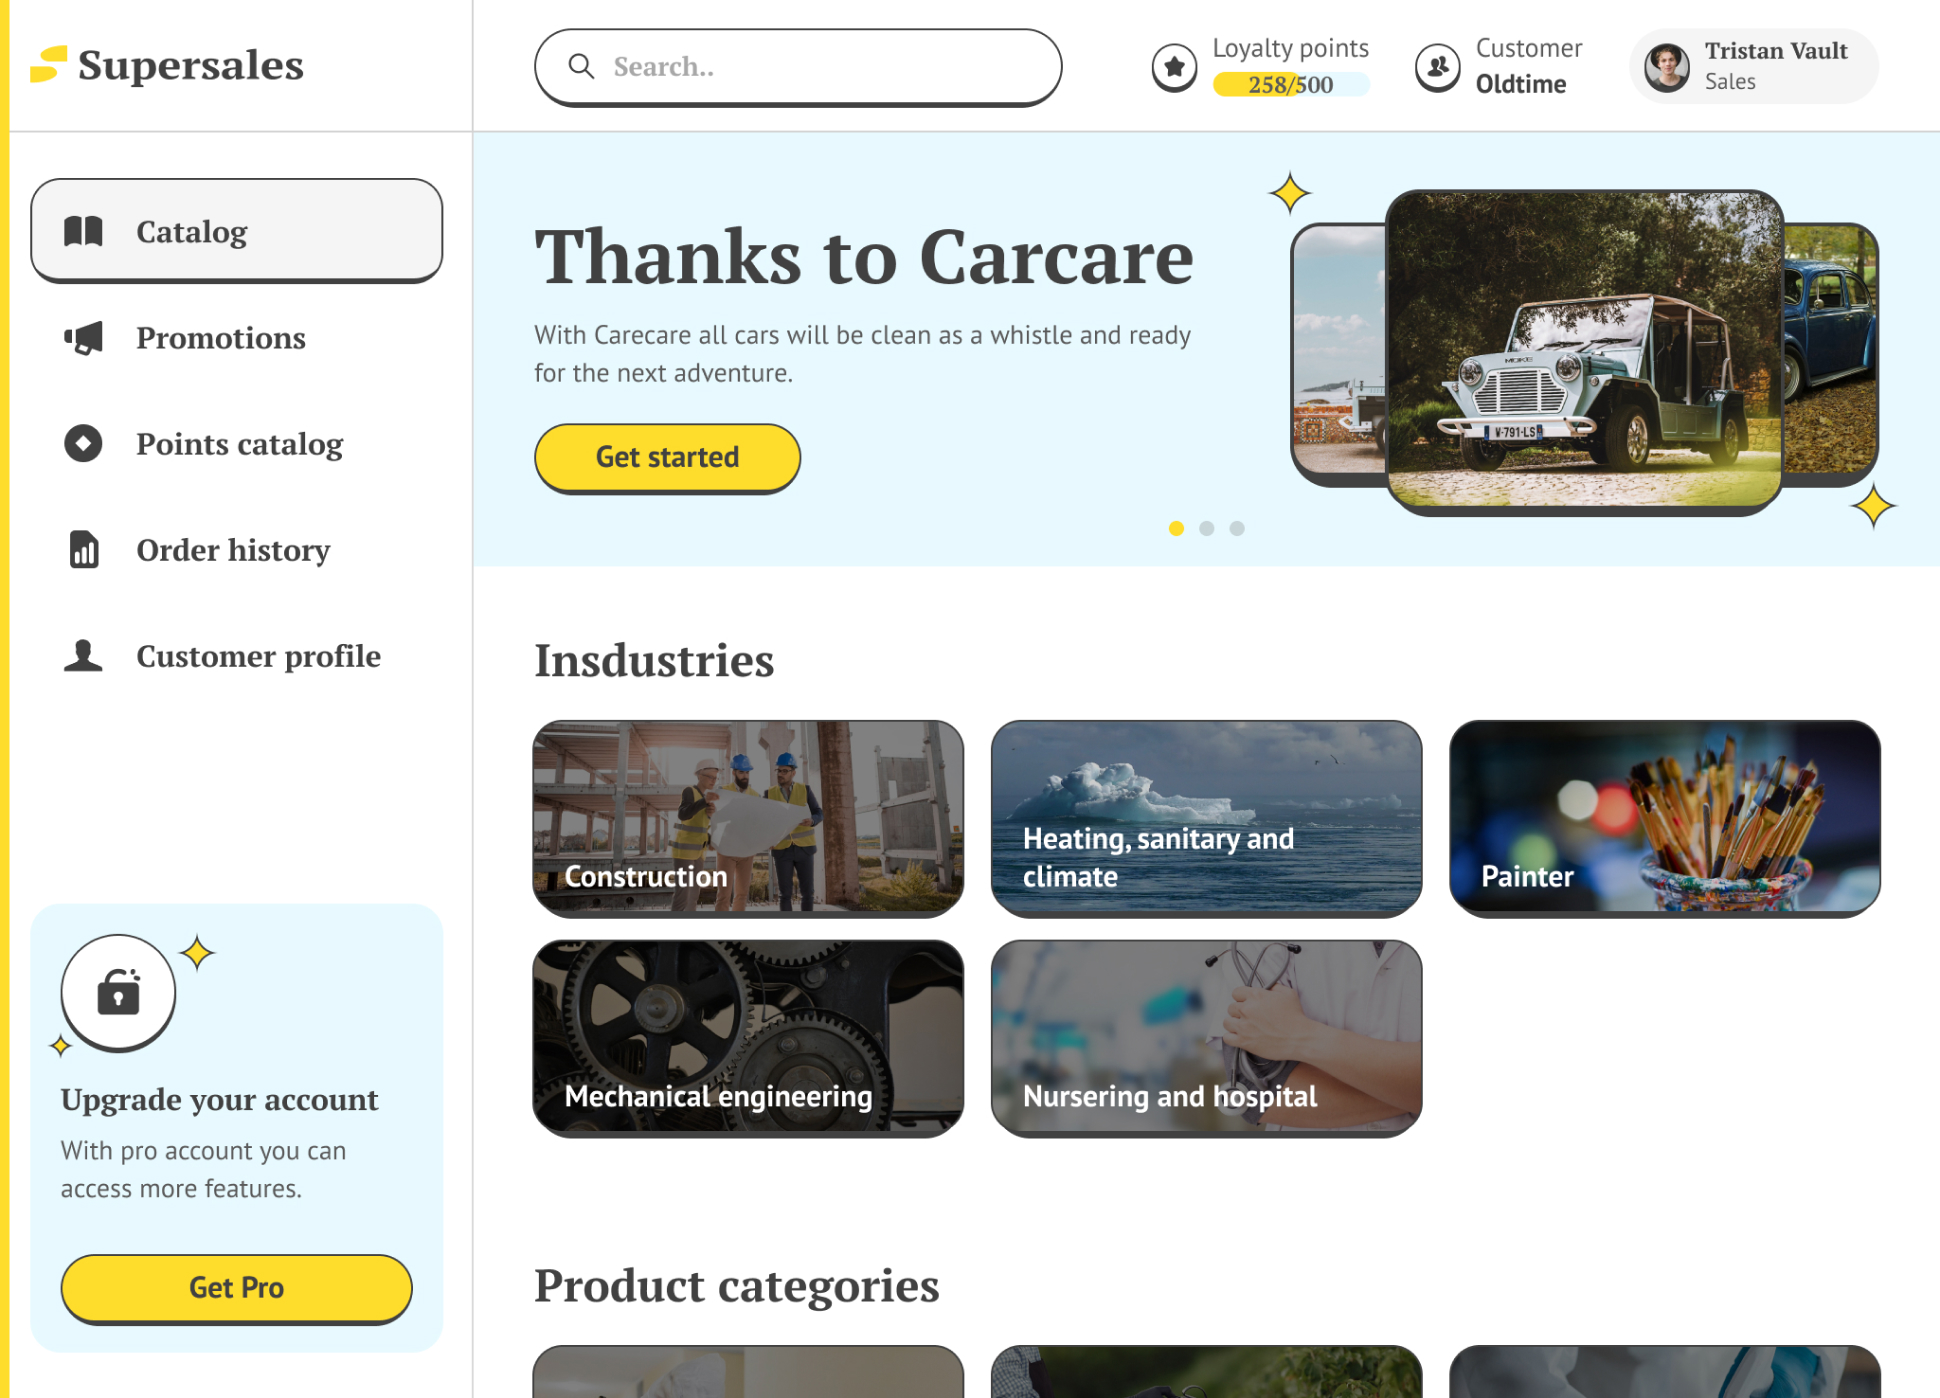 Supersales
Search..
Loyalty points
258/500
Customer
Oldtime
Tristan Vault
Sales
Catalog
Promotions
Points catalog
Order history
Customer profile
Upgrade your account
With pro account you can
access more features.
Get Pro
Thanks to Carcare
With Carecare all cars will be clean as a whistle and ready
for the next adventure.
Get started
MOKE
W-791-LS
Insdustries
Construction
Heating, sanitary and
climate
Painter
Mechanical engineering
Nursering and hospital
Product categories